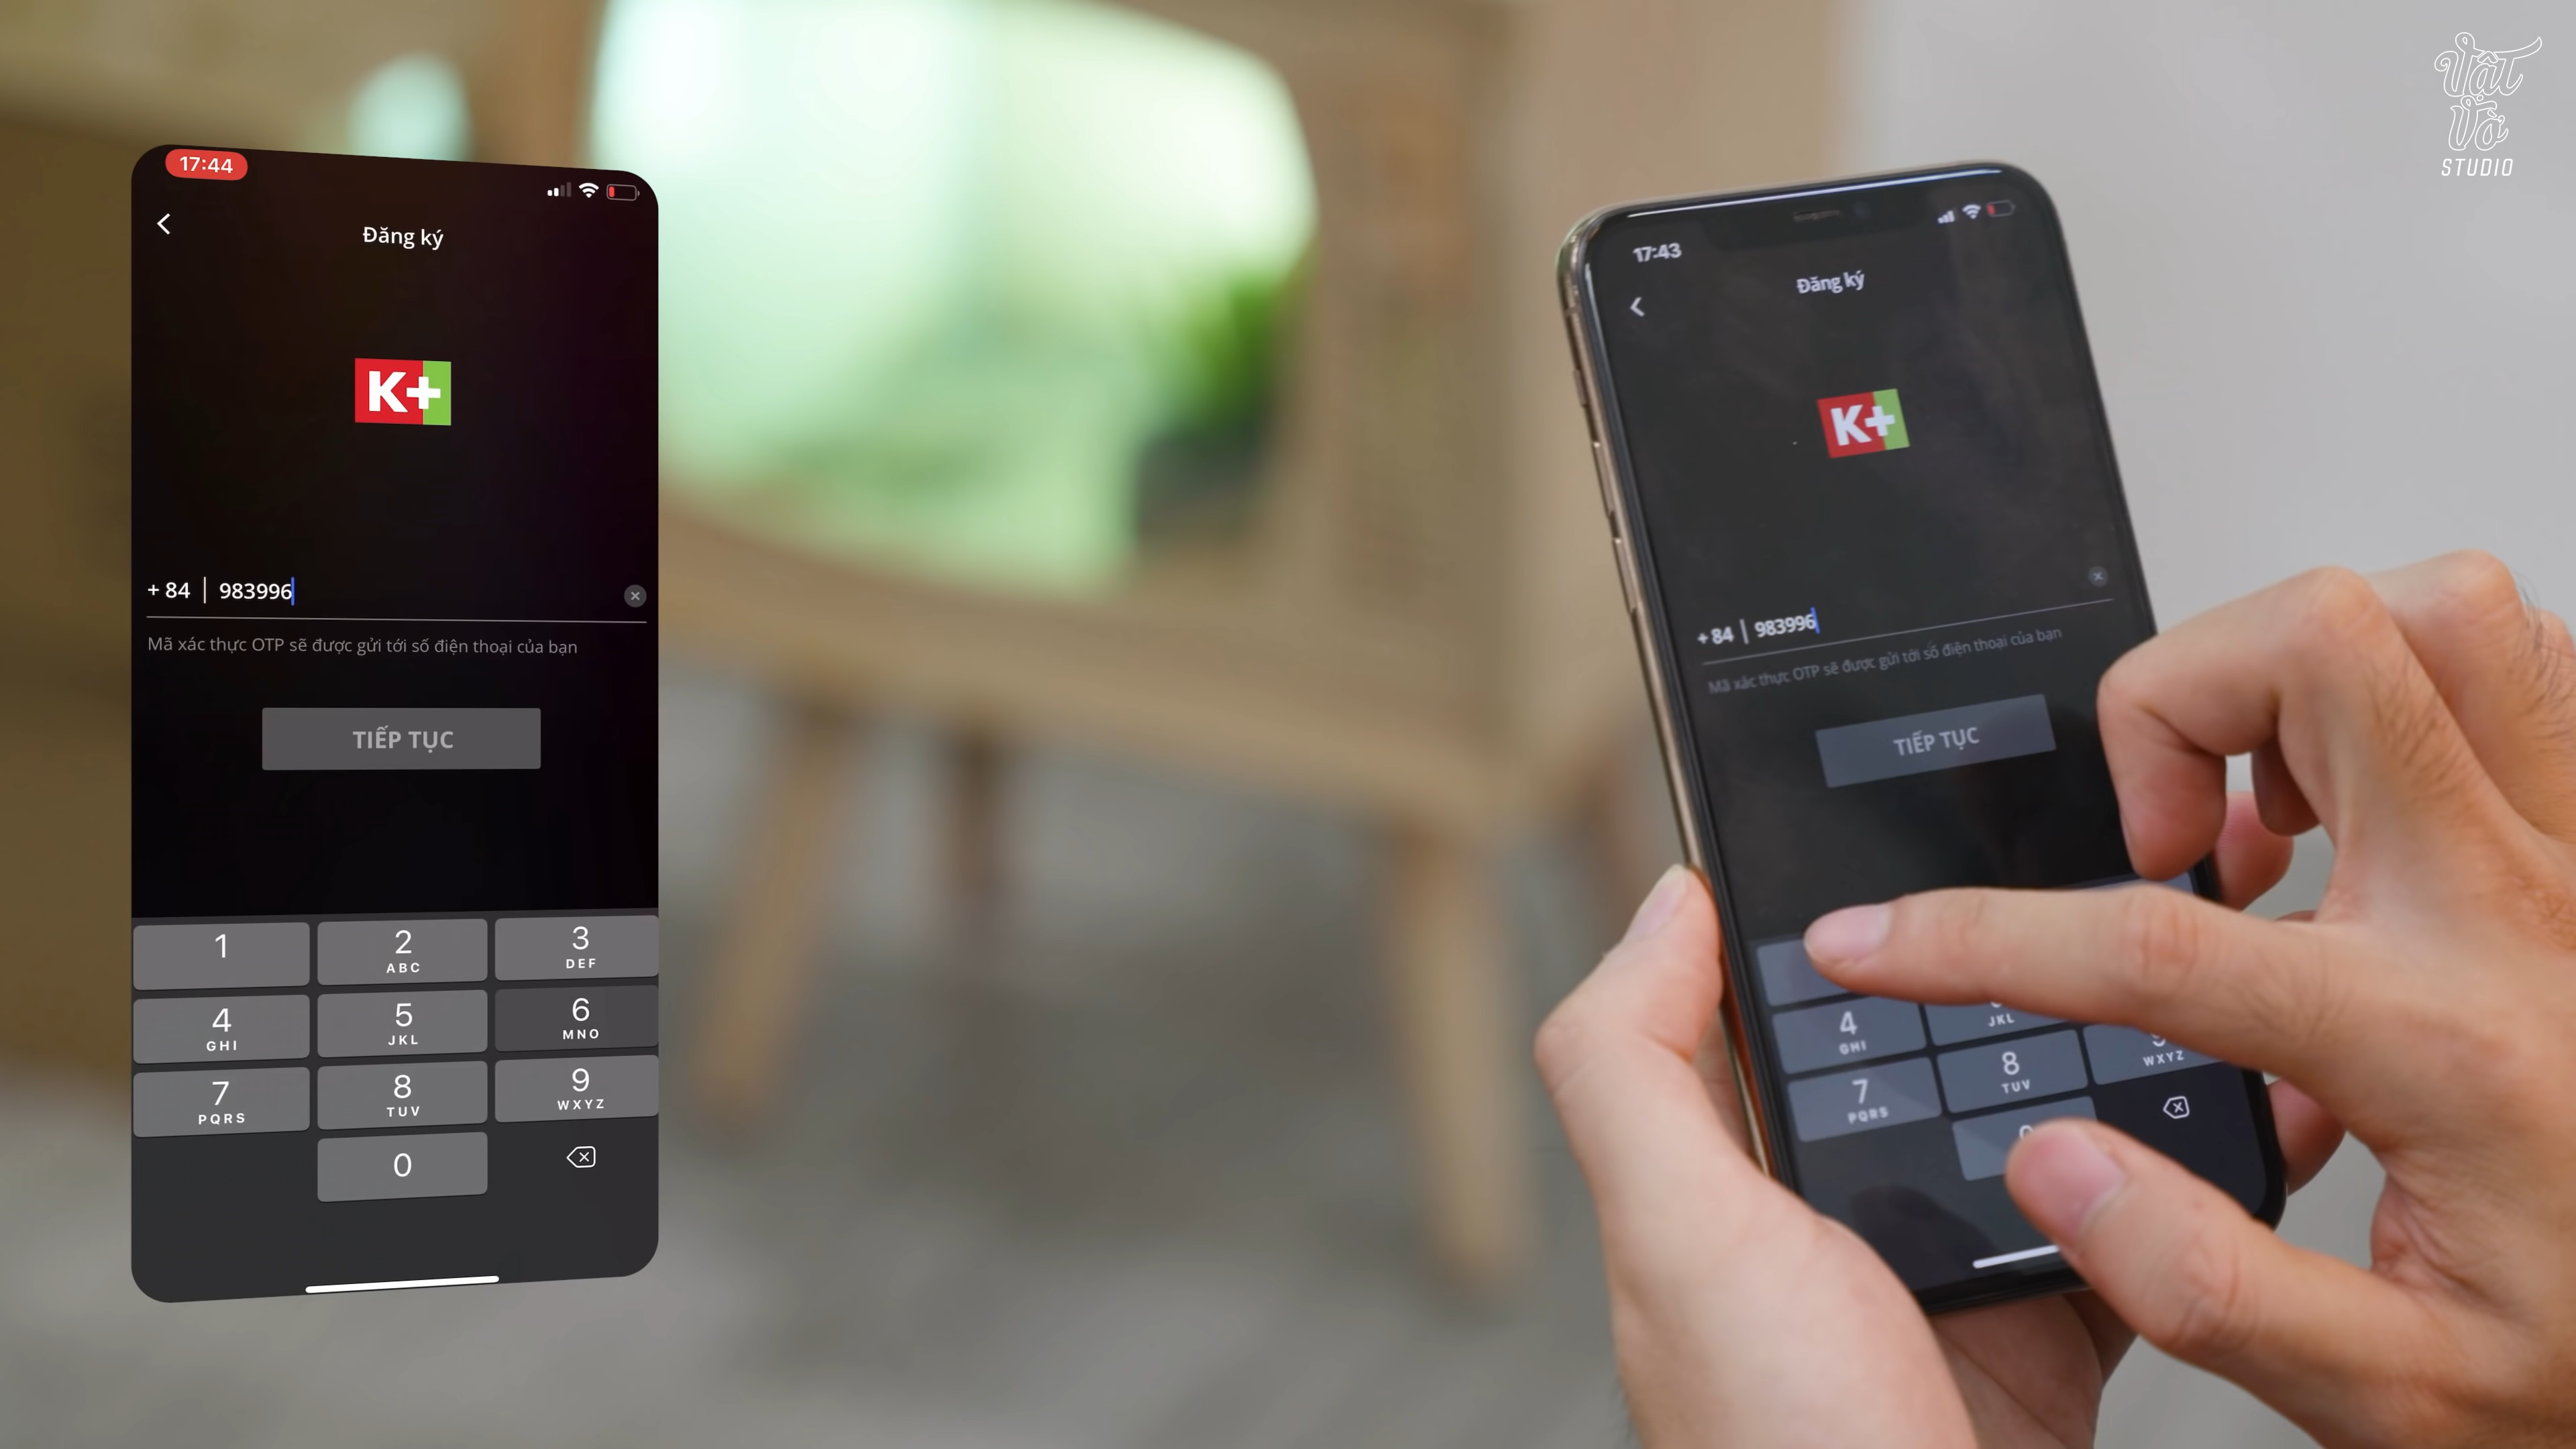 Vật
Vờ
STUDIO
17:44
Đăng ký
K+
+ 84 | 983996
Mã xác thực OTP sẽ được gửi tới số điện thoại của bạn
TIẾP TỤC
1
2
ABC
3
DEF
4
GHI
5
JKL
6
MNO
7
PQRS
8
TUV
9
WXYZ
0
17:43
Đăng ký
K+
+ 84 | 983996
Mã xác thực OTP sẽ được gửi tới số điện thoại của bạn
TIẾP TỤC
4
GHI
JKL
7
PQRS
8
TUV
WXYZ